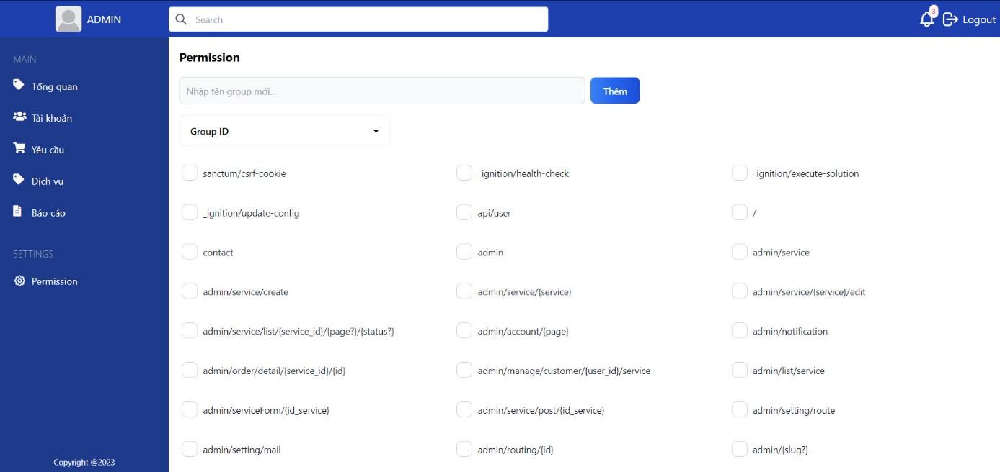 ADMIN
Search
3
Logout
MAIN
Tổng quan
Tài khoản
Yêu cầu
Dịch vụ
Báo cáo
SETTINGS
Permission
Copyright @2023
Permission
Nhập tên group mới...
Thêm
Group ID
sanctum/csrf-cookie
_ignition/health-check
_ignition/execute-solution
_ignition/update-config
api/user
/
contact
admin
admin/service
admin/service/create
admin/service/{service}
admin/service/{service}/edit
admin/service/list/{service_id}/{page?}/{status?}
admin/account/{page}
admin/notification
admin/order/detail/{service_id}/{id}
admin/manage/customer/{user_id}/service
admin/list/service
admin/serviceForm/{id_service}
admin/service/post/{id_service}
admin/setting/route
admin/setting/mail
admin/routing/{id}
admin/{slug?}